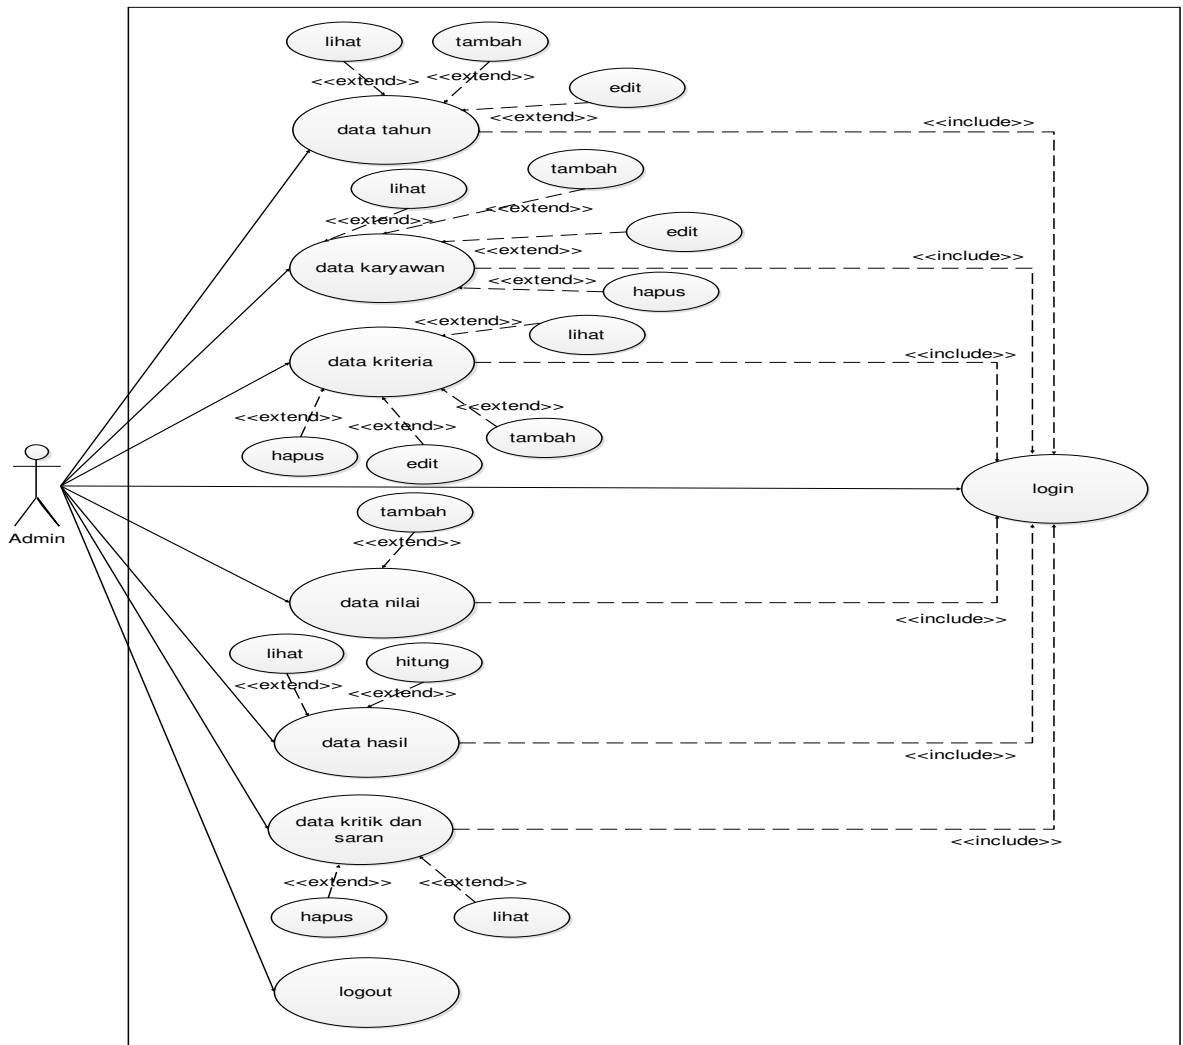 lihat
tambah
<<extend>>
<<extend>>
edit
<<extend>>
data tahun
<<include>>
tambah
lihat
<<extend>>
<<extend>>
edit
<<extend>>
<<include>>
data karyawan
<<extend>>
hapus
<<extend>>
lihat
data kriteria
<<include>>
<<extend>>
<<extend>>
<<extend>>
hapus
edit
tambah
login
Admin
tambah
<<extend>>
data nilai
<<include>>
lihat
hitung
<<extend>>
<<extend>>
data hasil
<<include>>
data kritik dan
saran
<<include>>
<<extend>>
<<extend>>
hapus
lihat
logout